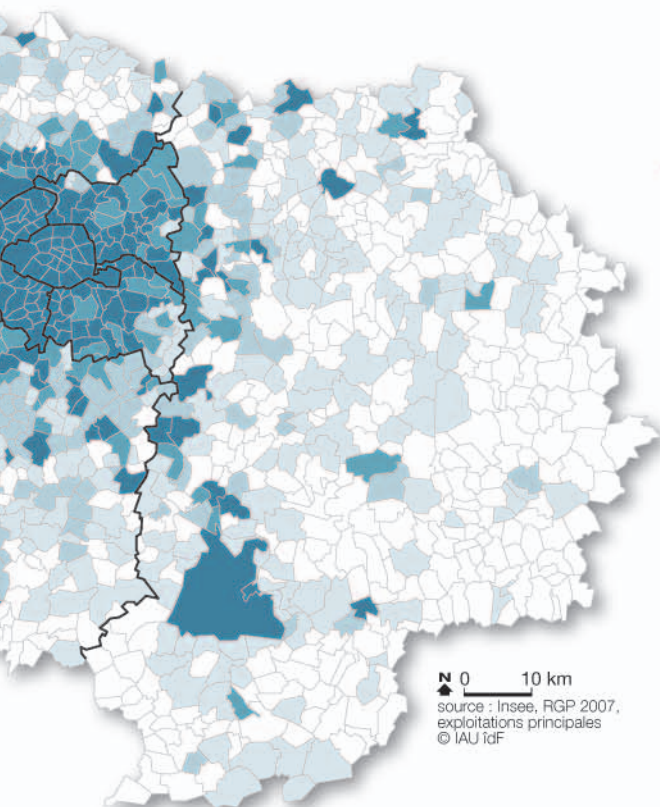 N 0 10 km
source : Insee, RGP 2007,
exploitations principales
© IAU îdF